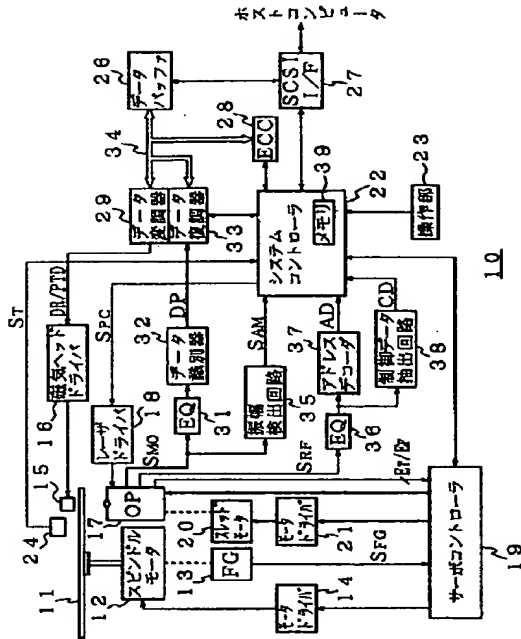 ホストコンピュータ
26
データ
バッファ
SCSI
I/F
27
34
28
ECC
29
データ
変調器
データ
復調器
33
システム
コントローラ
メモリ
39
22
操作部
23
10
ST
DR/PTD
SPC
DP
磁気ヘッド
ドライバ
16
レーザドライバ
18
32
データ
識別器
EQ
31
SMO
SAM
振幅
検出回路
35
AD
アドレス
デコーダ
37
CD
制御データ
抽出回路
38
EQ
36
SRF
ET/EF
15
24
OP
17
11
12
スピンドル
モータ
13
FG
スレッド
モータ
20
モータ
ドライバ
21
SFG
モータ
ドライバ
14
サーボコントローラ
19